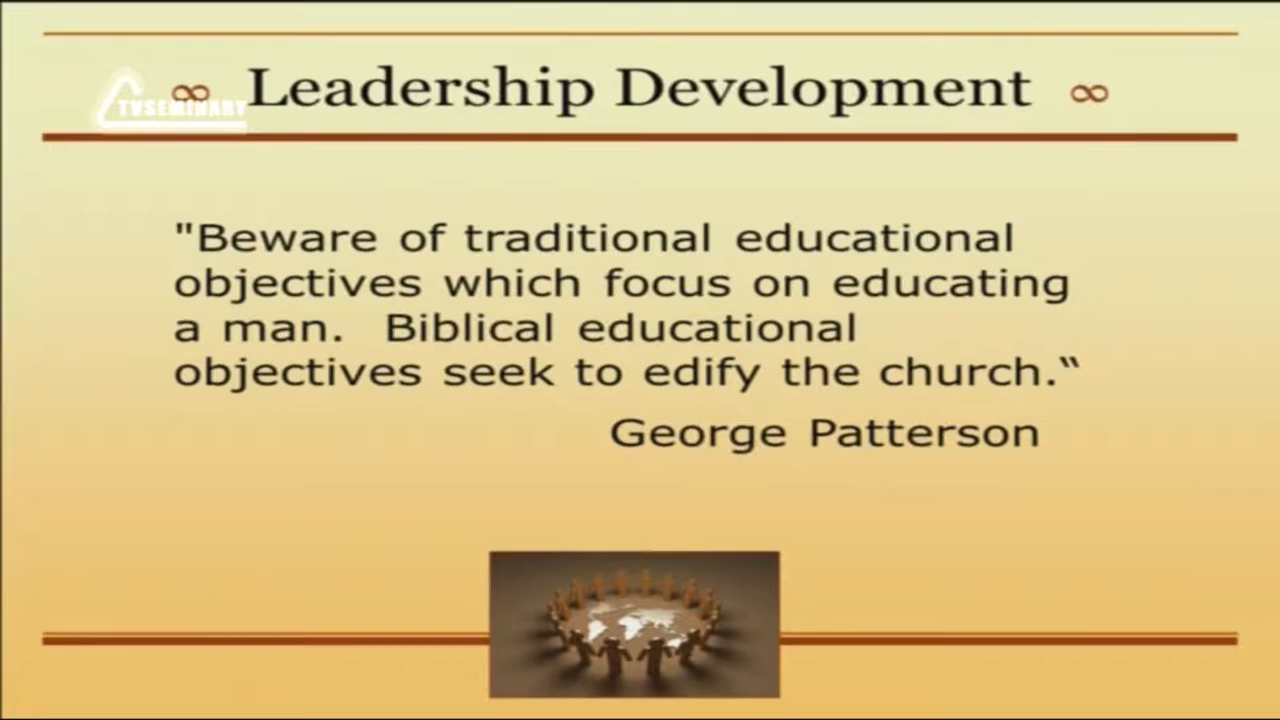 ∞ Leadership Development ∞
TVSEMINARY
"Beware of traditional educational
objectives which focus on educating
a man. Biblical educational
objectives seek to edify the church.“
George Patterson